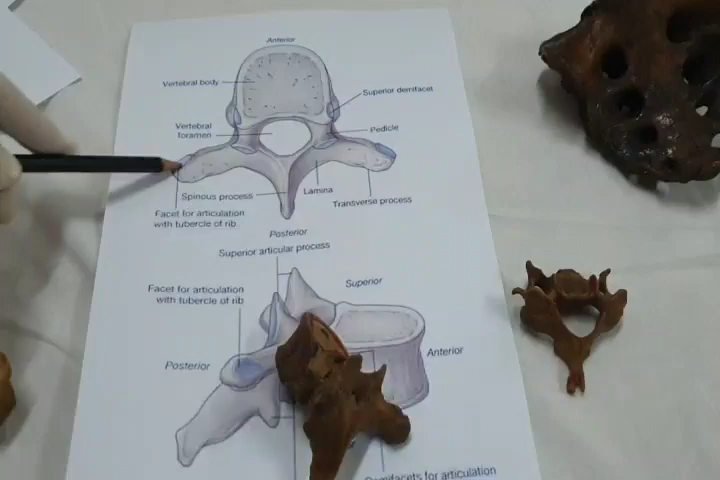 Anterior
Vertebral body
Superior demifacet
Vertebral
foramen
Pedicle
Spinous process
Lamina
Transverse process
Facet for articulation
with tubercle of rib
Posterior
Superior articular process
Superior
Facet for articulation
with tubercle of rib
Posterior
Anterior
Demifacets for articulation